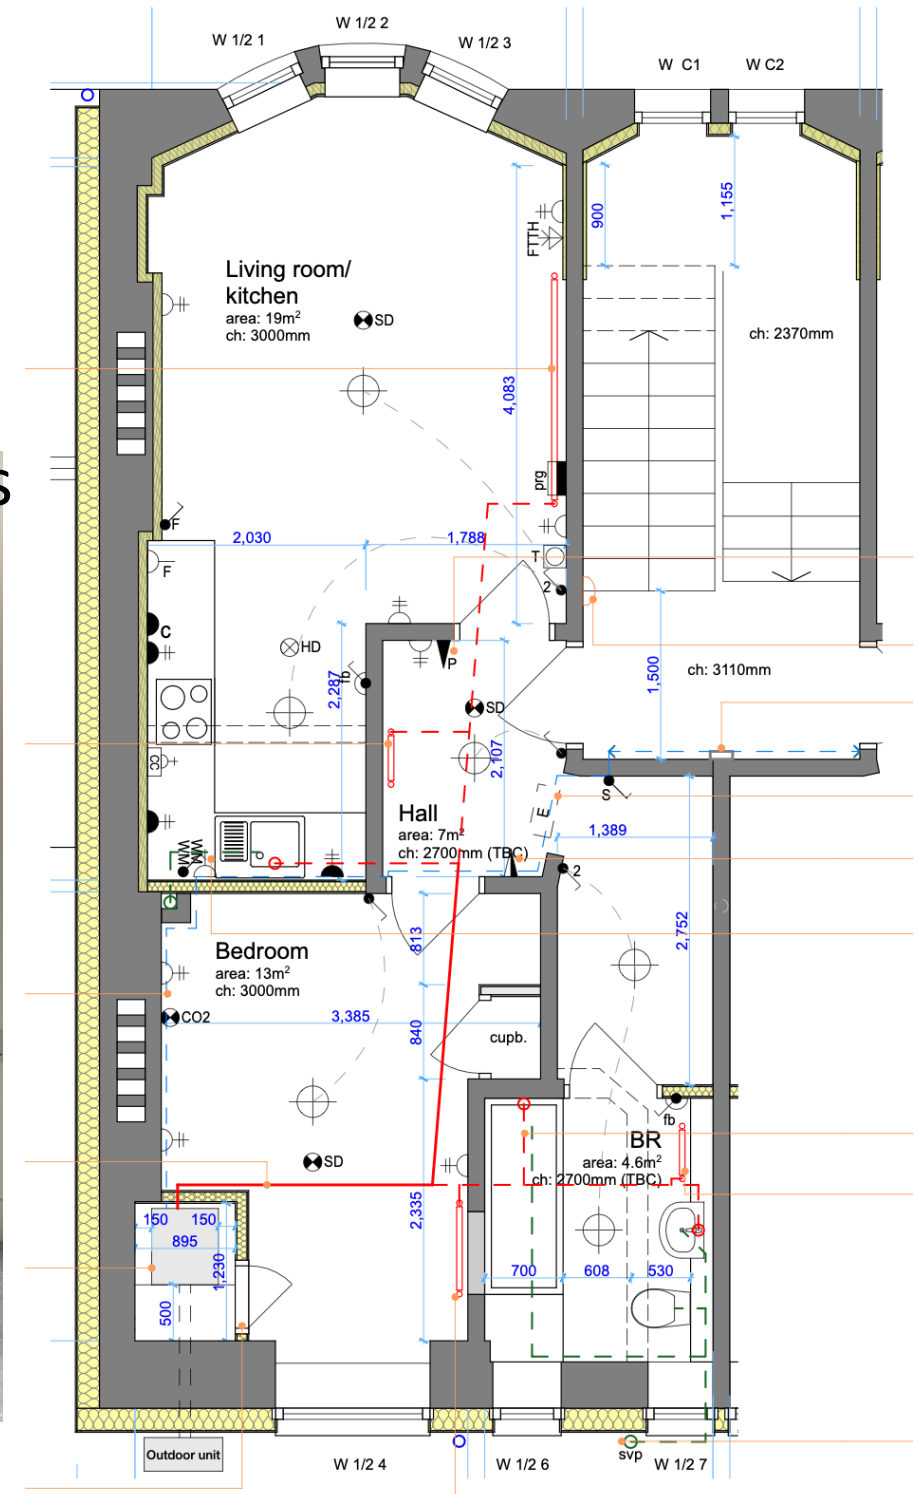 W 1/2 1
W 1/2 2
W 1/2 3
W C1
W C2
900
1,155
FTTH
Living room/
kitchen
area: 19m²
ch: 3000mm
SD
ch: 2370mm
4,083
s
prg
F
2,030
1,788
T
F
2
C
HD
P
fb
2,287
SD
1,500
ch: 3110mm
2,107
CC
S
E
Hall
area: 7m²
ch: 2700mm (TBC)
1,389
WM
2
813
2,752
Bedroom
area: 13m²
ch: 3000mm
CO2
3,385
840
cupb.
fb
BR
area: 4.6m²
ch: 2700mm (TBC)
SD
2,335
150
150
895
1,230
500
700
608
530
Outdoor unit
svp
W 1/2 4
W 1/2 6
W 1/2 7